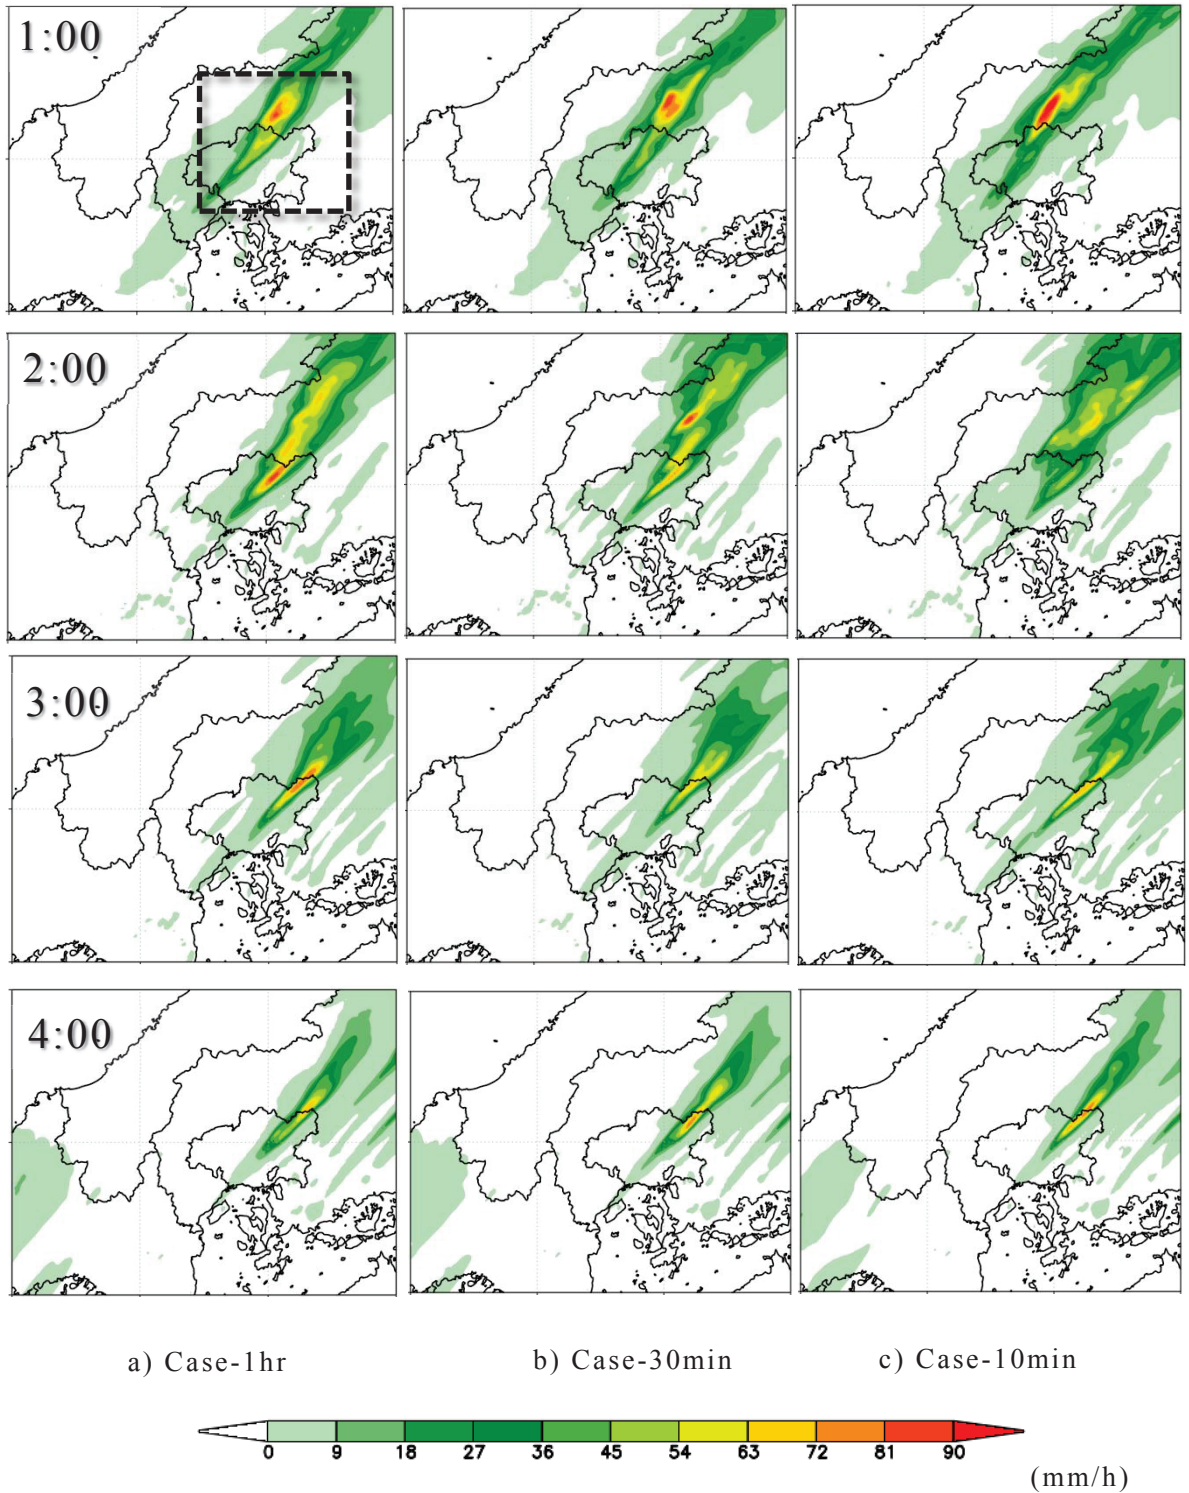 1:00
2:00
3:00
4:00
a) Case-1hr
b) Case-30min
c) Case-10min
0 9 18 27 36 45 54 63 72 81 90
(mm/h)